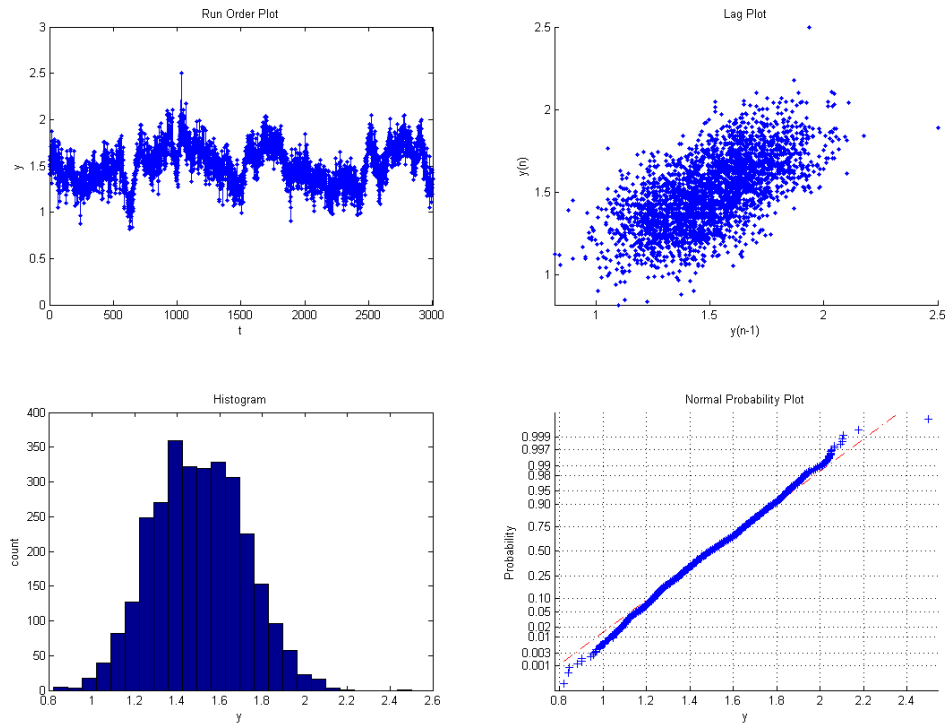 Run Order Plot
3
2.5
2
1.5
1
0.5
0
y
0 500 1000 1500 2000 2500 3000
t
Lag Plot
2.5
2
1.5
1
y(n)
1 1.5 2 2.5
y(n-1)
Histogram
400
350
300
250
200
150
100
50
0
count
0.8 1.0 1.2 1.4 1.6 1.8 2.0 2.2 2.4 2.6
y
Normal Probability Plot
0.999
0.997
0.99
0.98
0.95
0.90
0.75
0.50
0.25
0.10
0.05
0.02
0.01
0.003
0.001
Probability
0.8 1 1.2 1.4 1.6 1.8 2 2.2 2.4
y